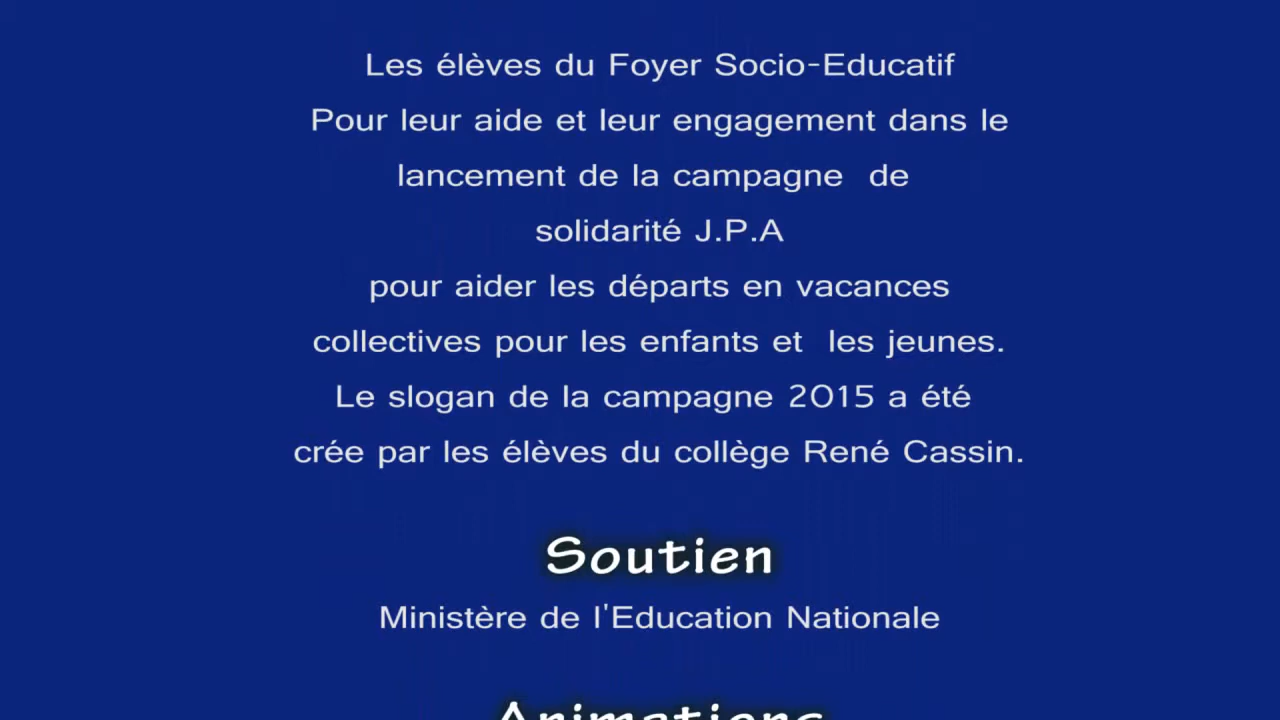 Les élèves du Foyer Socio-Educatif
Pour leur aide et leur engagement dans le
lancement de la campagne  de
solidarité J.P.A
pour aider les départs en vacances
collectives pour les enfants et  les jeunes.
Le slogan de la campagne 2015 a été
crée par les élèves du collège René Cassin.
Soutien
Ministère de l'Education Nationale
Animations